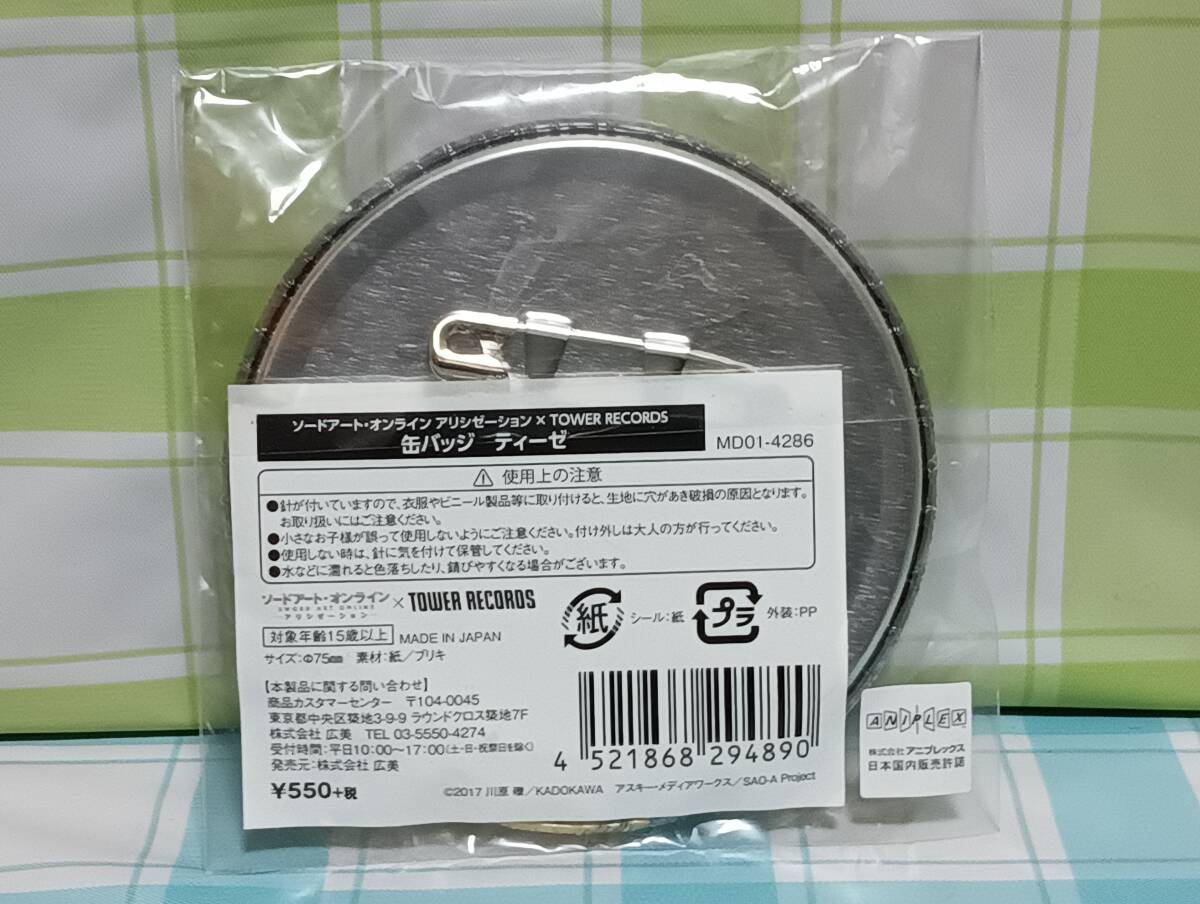 ソードアート・オンライン アリシゼーション × TOWER RECORDS
缶バッジ　ティーゼ
MD01-4286
⚠ 使用上の注意
●針が付いていますので、衣服やビニール製品等に取り付けると、生地に穴があき破損の原因となります。
お取り扱いにはご注意ください。
●小さなお子様が誤って使用しないようにご注意ください。付け外しは大人の方が行ってください。
●使用しない時は、針に気を付けて保管してください。
●水などに濡れると色落ちしたり、錆びやすくなる場合がございます。
ソードアート・オンライン
SWORD ART ONLINE
アリシゼーション
× TOWER RECORDS
紙
シール：紙
プラ
外装：PP
対象年齢15歳以上 MADE IN JAPAN
サイズ：Φ75㎜　素材：紙／ブリキ
【本製品に関する問い合わせ】
商品カスタマーセンター　〒104-0045
東京都中央区築地3-9-9 ラウンドクロス築地7F
株式会社 広美　TEL 03-5550-4274
受付時間：平日10：00～17：00（土・日・祝祭日を除く）
発売元：株式会社 広美
¥550+税
4 521868 294890
©2017 川原 礫／KADOKAWA　アスキー・メディアワークス／SAO-A Project
ANIPLEX
株式会社 アニプレックス
日本国内販売許諾